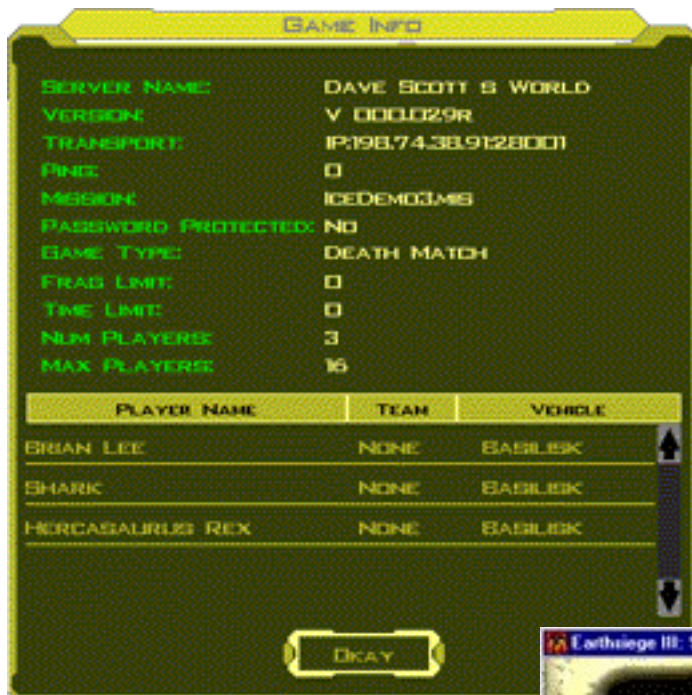 Game Info
Server Name: Dave Scott s World
Version: V 000.029r
Transport: IP:198.74.38.91:28001
Ping: 0
Mission: IceDemo3.mis
Password Protected: No
Game Type: Death Match
Frag Limit: 0
Time Limit: 0
Num Players: 3
Max Players: 16
Player Name Team Vehicle
Brian Lee None Basilisk
Shark None Basilisk
Hercasaurus Rex None Basilisk
Okay
Earthsiege III: